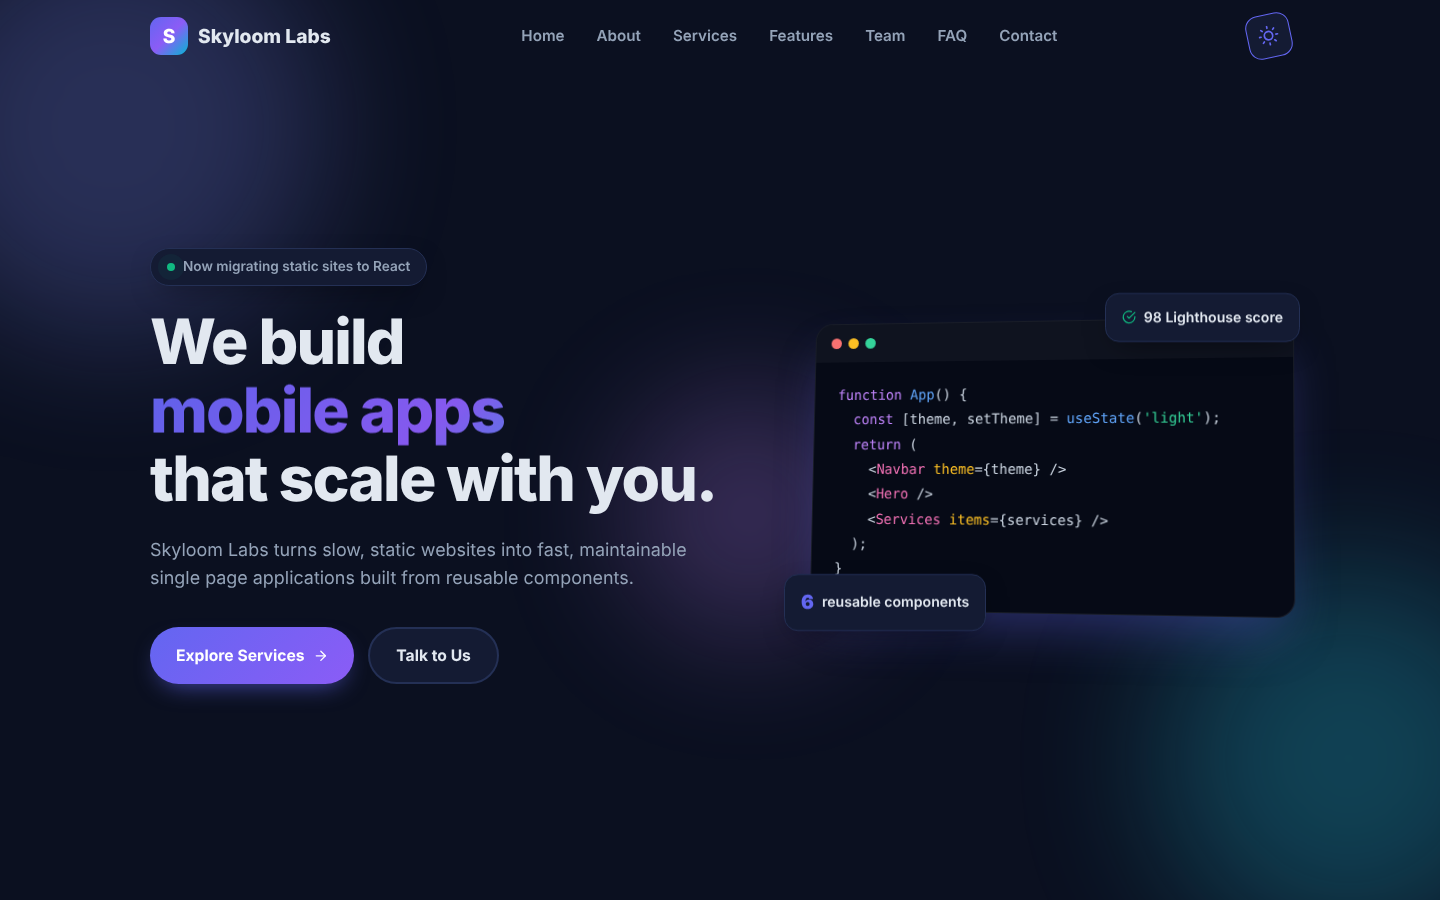 S Skyloom Labs
Home About Services Features Team FAQ Contact
Now migrating static sites to React
We build
mobile apps
that scale with you.
Skyloom Labs turns slow, static websites into fast, maintainable
single page applications built from reusable components.
Explore Services →
Talk to Us
98 Lighthouse score
function App() {
  const [theme, setTheme] = useState('light');
  return (
    <Navbar theme={theme} />
    <Hero />
    <Services items={services} />
  );
}
6 reusable components